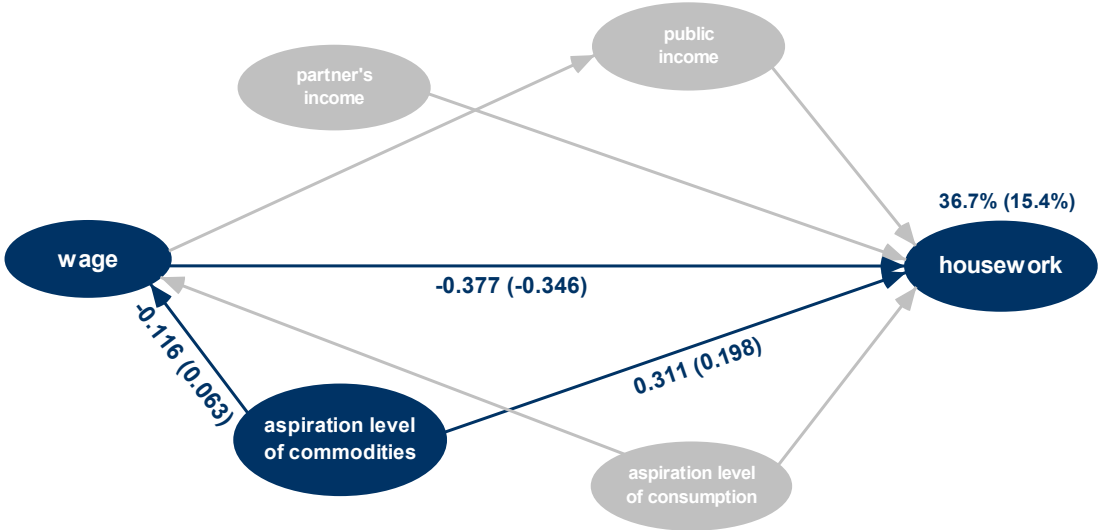 public
income
partner's
income
36.7% (15.4%)
wage
housework
-0.377 (-0.346)
-0.116 (0.063)
0.311 (0.198)
aspiration level
of commodities
aspiration level
of consumption